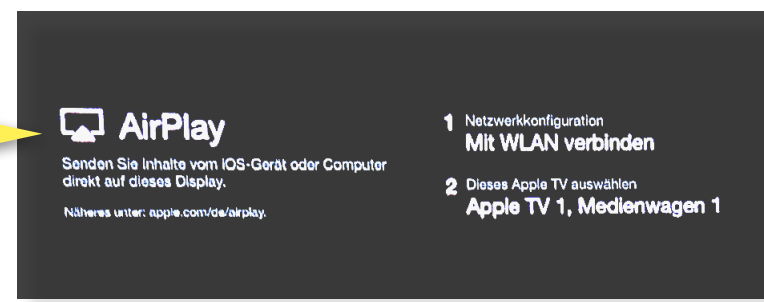 AirPlay
Senden Sie Inhalte vom iOS-Gerät oder Computer
direkt auf dieses Display.
Näheres unter: apple.com/de/airplay.
1 Netzwerkkonfiguration
Mit WLAN verbinden
2 Dieses Apple TV auswählen
Apple TV 1, Medienwagen 1